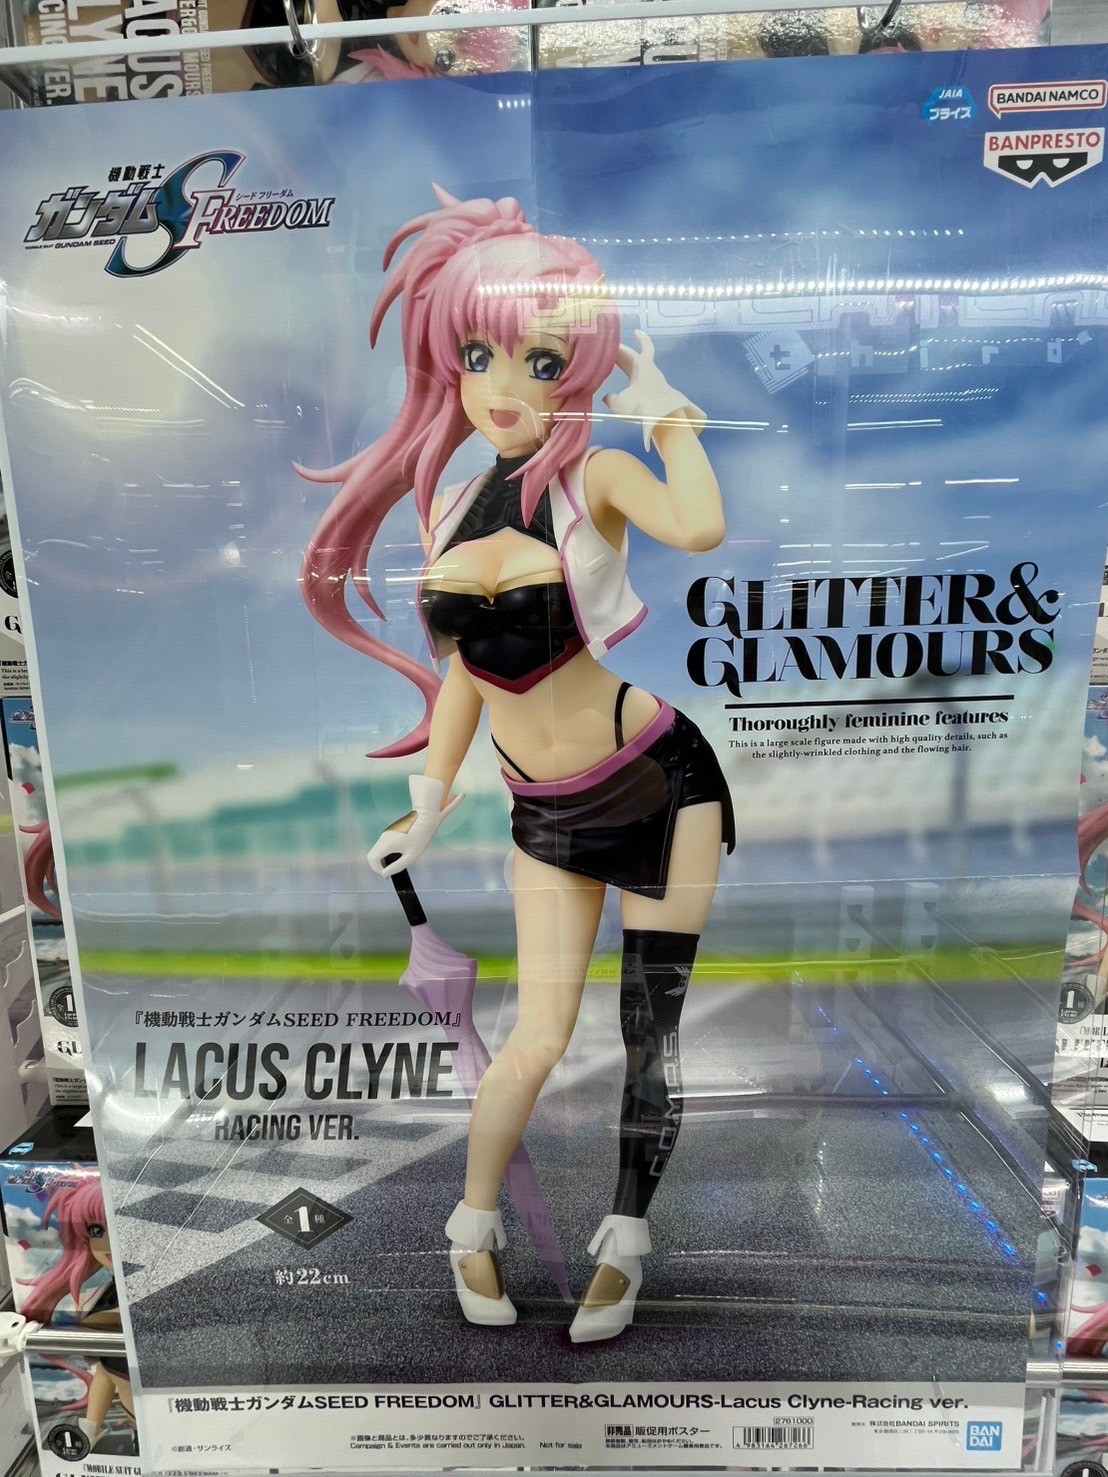 JAIA
プライズ
BANDAI NAMCO
BANPRESTO
機動戦士
ガンダムSEED
シード フリーダム
FREEDOM
MOBILE SUIT GUNDAM SEED
third
GLITTER&
GLAMOURS
Thoroughly feminine features
This is a large scale figure made with high quality details, such as
the slightly-wrinkled clothing and the flowing hair.
『機動戦士ガンダムSEED FREEDOM』
LACUS CLYNE
RACING VER.
全1種
約22cm
『機動戦士ガンダムSEED FREEDOM』GLITTER&GLAMOURS-Lacus Clyne-Racing ver.
©創通・サンライズ
※画像と商品とは、多少異なりますのでご了承ください。
Campaign & Events are carried out only in Japan. Not for sale
非売品 販促用ポスター
2761000
株式会社BANDAI SPIRITS
BAN
DAI